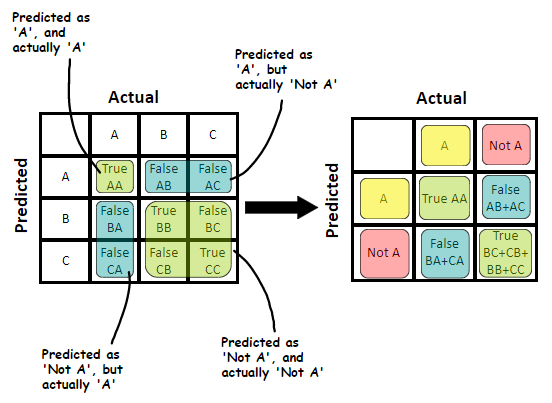 Predicted as
'A', and
actually 'A'
Predicted as
'A', but
actually 'Not A'
Actual
Predicted
A B C
A True AA False AB False AC
B False BA True BB False BC
C False CA False CB True CC
Predicted as
'Not A', but
actually 'A'
Predicted as
'Not A', and
actually 'Not A'
Actual
Predicted
A Not A
A True AA False AB+AC
Not A False BA+CA True BC+CB+BB+CC